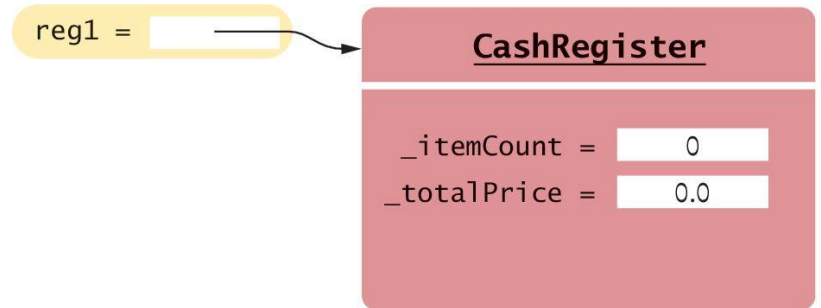 reg1 =
CashRegister
_itemCount = 0
_totalPrice = 0.0